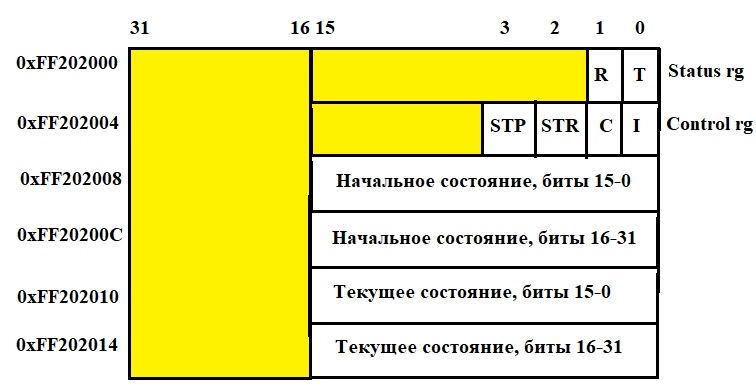 31 16 15 3 2 1 0
0xFF202000 R T Status rg
0xFF202004 STP STR C I Control rg
0xFF202008 Начальное состояние, биты 15-0
0xFF20200C Начальное состояние, биты 16-31
0xFF202010 Текущее состояние, биты 15-0
0xFF202014 Текущее состояние, биты 16-31